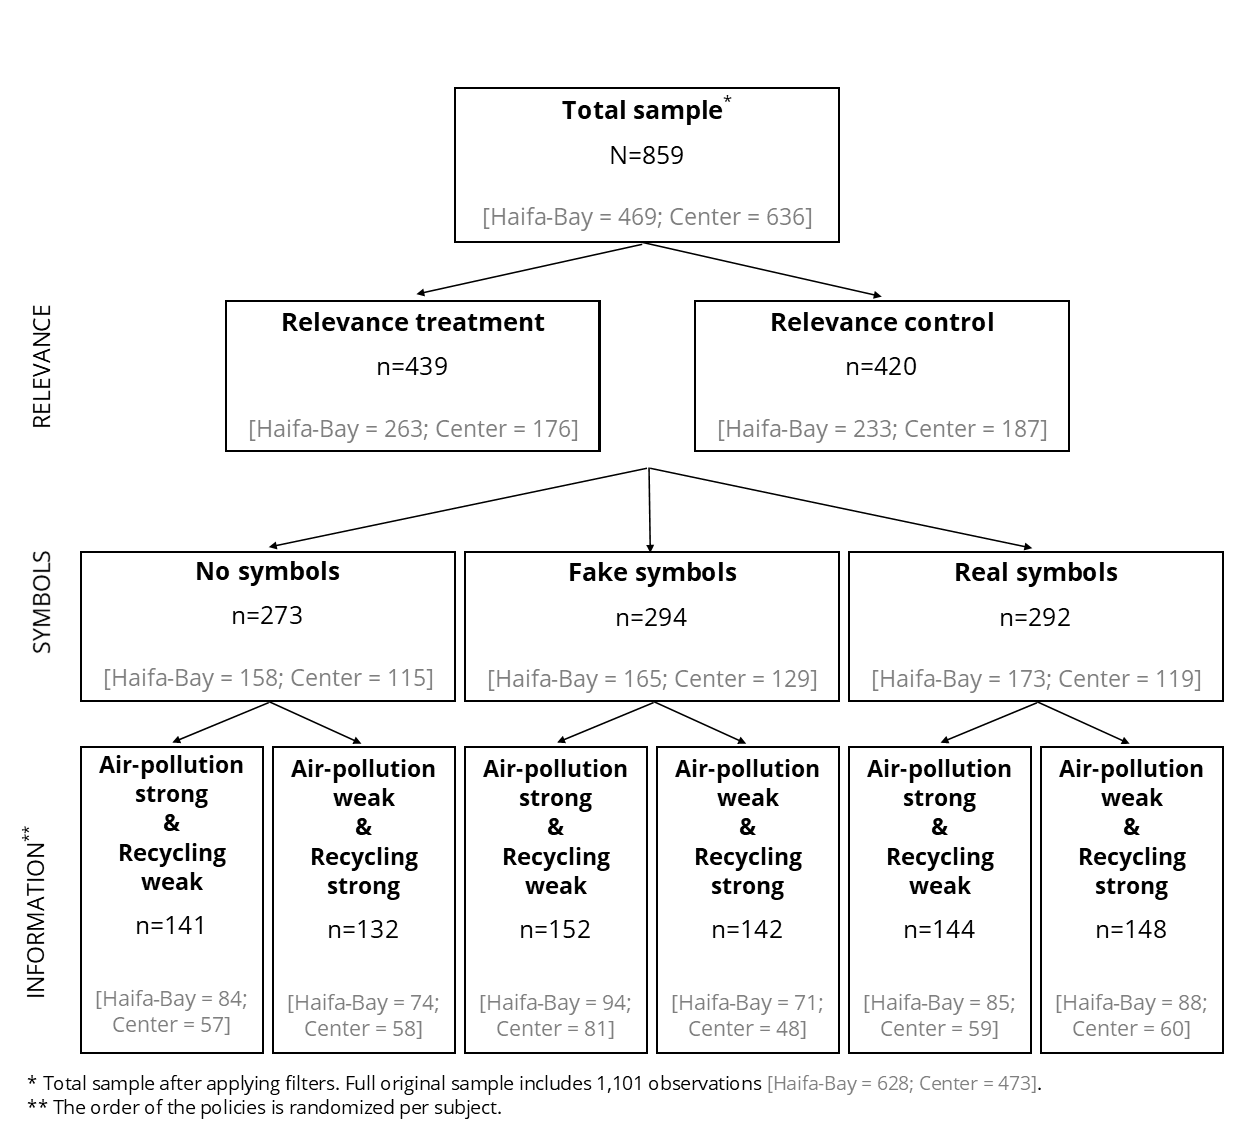 Total sample*
N=859
[Haifa-Bay = 469; Center = 636]
RELEVANCE
Relevance treatment
n=439
[Haifa-Bay = 263; Center = 176]
Relevance control
n=420
[Haifa-Bay = 233; Center = 187]
SYMBOLS
No symbols
n=273
[Haifa-Bay = 158; Center = 115]
Fake symbols
n=294
[Haifa-Bay = 165; Center = 129]
Real symbols
n=292
[Haifa-Bay = 173; Center = 119]
INFORMATION**
Air-pollution
strong
&
Recycling
weak
n=141
[Haifa-Bay = 84;
Center = 57]
Air-pollution
weak
&
Recycling
strong
n=132
[Haifa-Bay = 74;
Center = 58]
Air-pollution
strong
&
Recycling
weak
n=152
[Haifa-Bay = 94;
Center = 81]
Air-pollution
weak
&
Recycling
strong
n=142
[Haifa-Bay = 71;
Center = 48]
Air-pollution
strong
&
Recycling
weak
n=144
[Haifa-Bay = 85;
Center = 59]
Air-pollution
weak
&
Recycling
strong
n=148
[Haifa-Bay = 88;
Center = 60]
* Total sample after applying filters. Full original sample includes 1,101 observations [Haifa-Bay = 628; Center = 473].
** The order of the policies is randomized per subject.